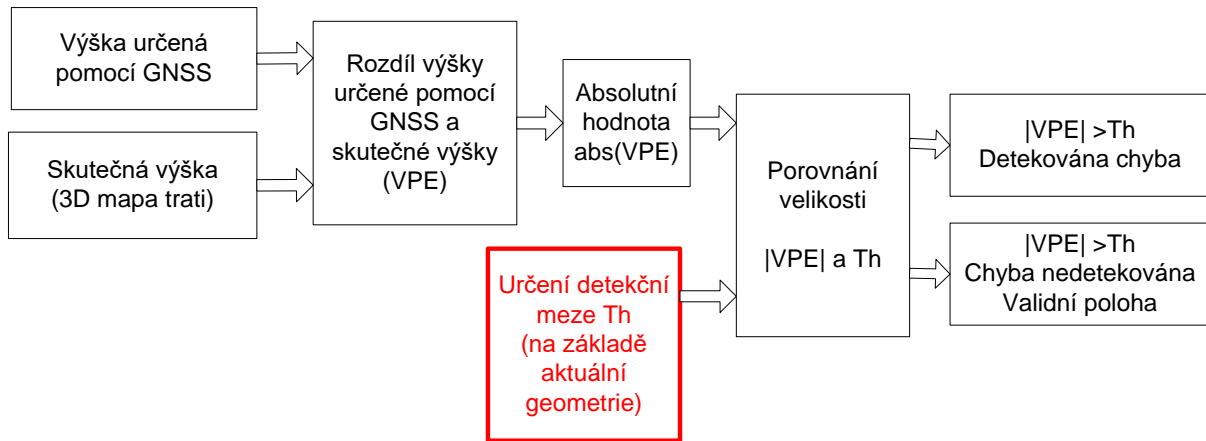 Výška určená
pomocí GNSS
Skutečná výška
(3D mapa trati)
Rozdíl výšky
určené pomocí
GNSS a
skutečné výšky
(VPE)
Absolutní
hodnota
abs(VPE)
Určení detekční
meze Th
(na základě
aktuální
geometrie)
Porovnání
velikosti
|VPE| a Th
|VPE| >Th
Detekována chyba
|VPE| >Th
Chyba nedetekována
Validní poloha